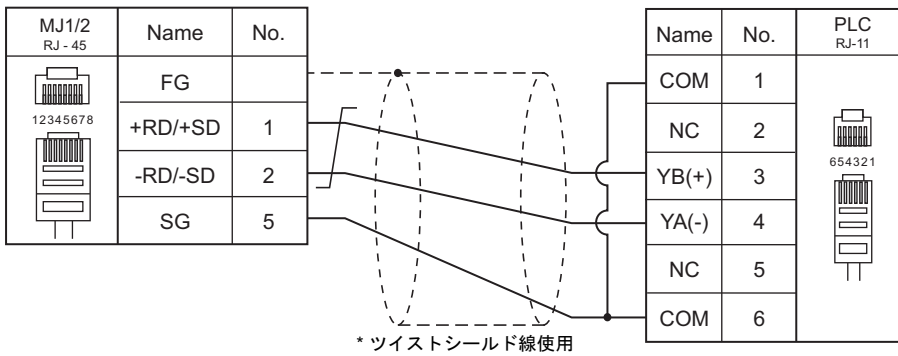 MJ1/2 Name No.
RJ - 45
FG
12345678
+RD/+SD 1
-RD/-SD 2
SG 5
Name No. PLC
RJ-11
COM 1
NC 2
654321
YB(+) 3
YA(-) 4
NC 5
COM 6
* ツイストシールド線使用